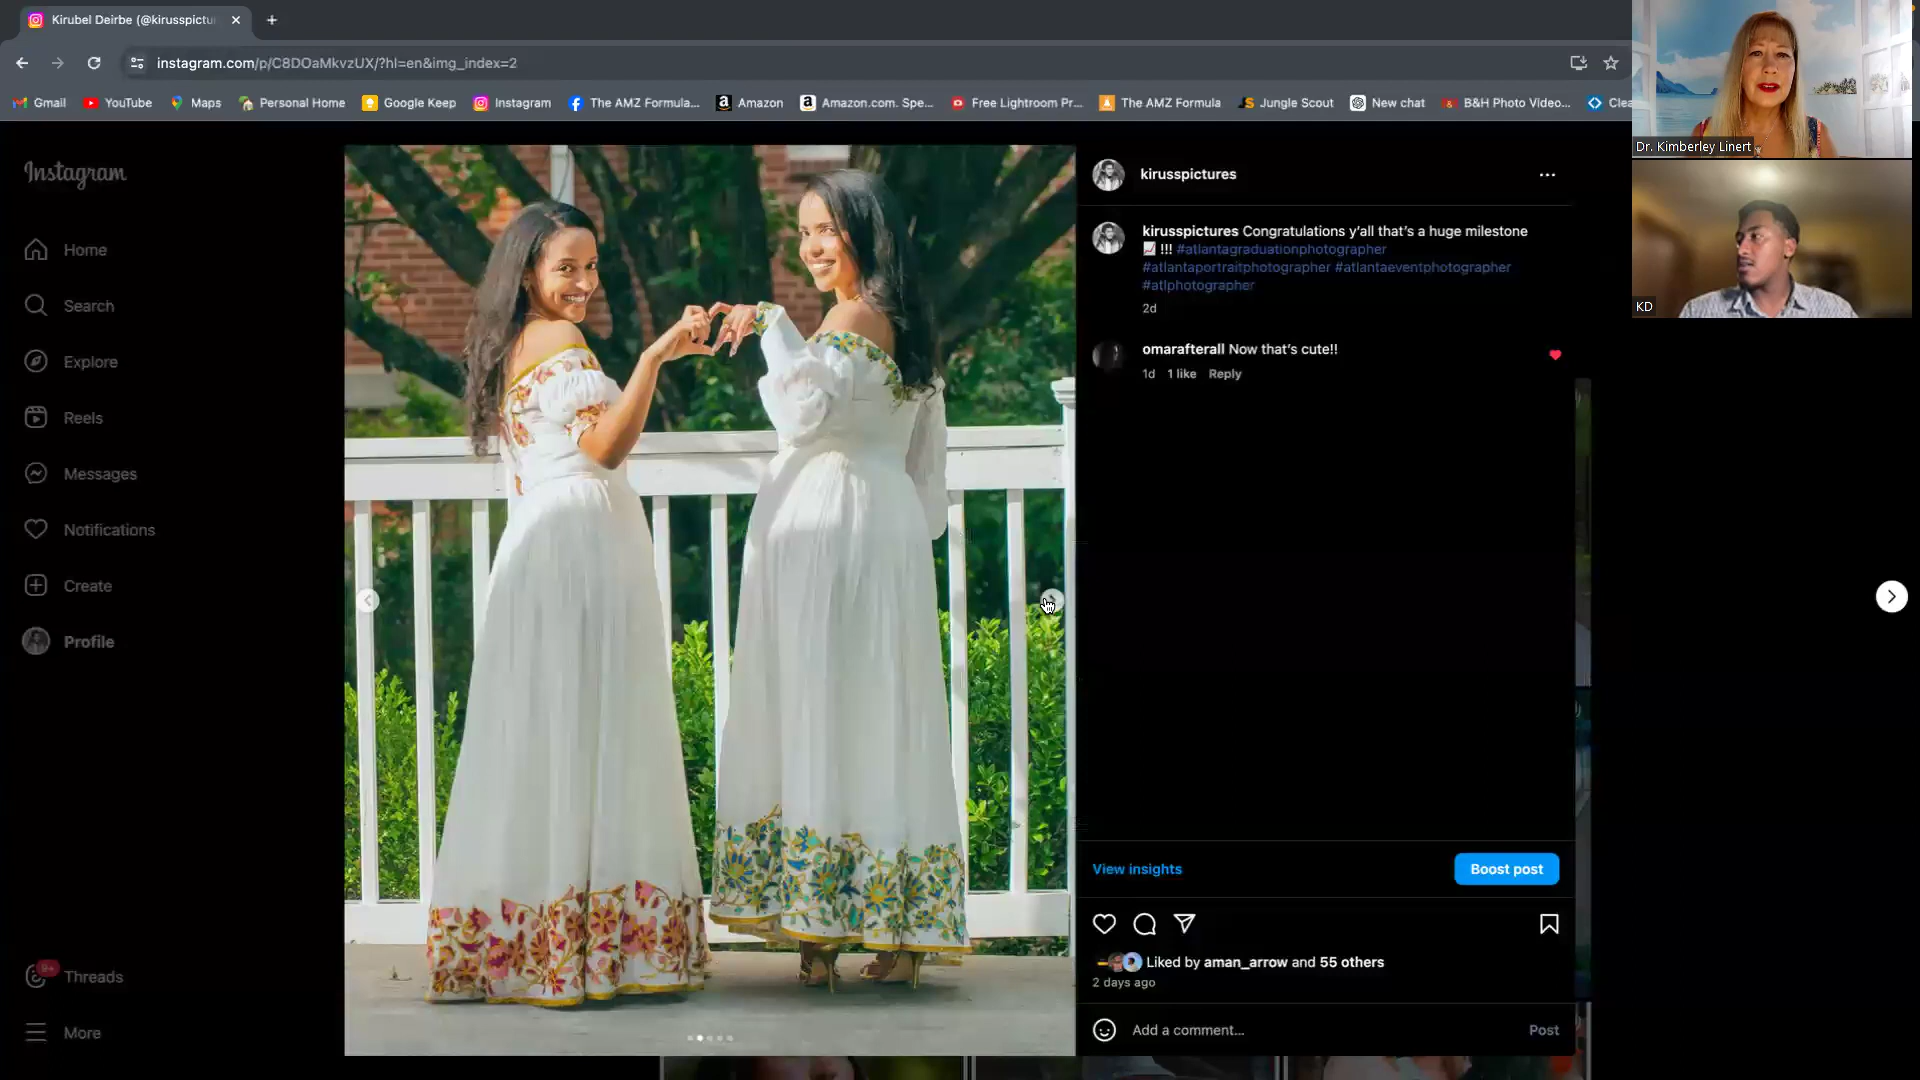 Kirubel Deirbe (@kirusspictu
instagram.com/p/C8DOaMkvzUX/?hl=en&img_index=2
Gmail
YouTube
Maps
Personal Home
Google Keep
Instagram
The AMZ Formula...
Amazon
Amazon.com. Spe...
Free Lightroom Pr...
The AMZ Formula
Jungle Scout
New chat
B&H Photo Video...
Clea
Dr. Kimberley Linert
KD
Instagram
Home
Search
Explore
Reels
Messages
Notifications
Create
Profile
9+
Threads
More
kirusspictures
kirusspictures Congratulations y'all that's a huge milestone
📈 !!! #atlantagraduationphotographer
#atlantaportraitphotographer #atlantaeventphotographer
#atlphotographer
2d
omarafterall Now that's cute!!
1d 1 like Reply
View insights
Boost post
Liked by aman_arrow and 55 others
2 days ago
Add a comment...
Post